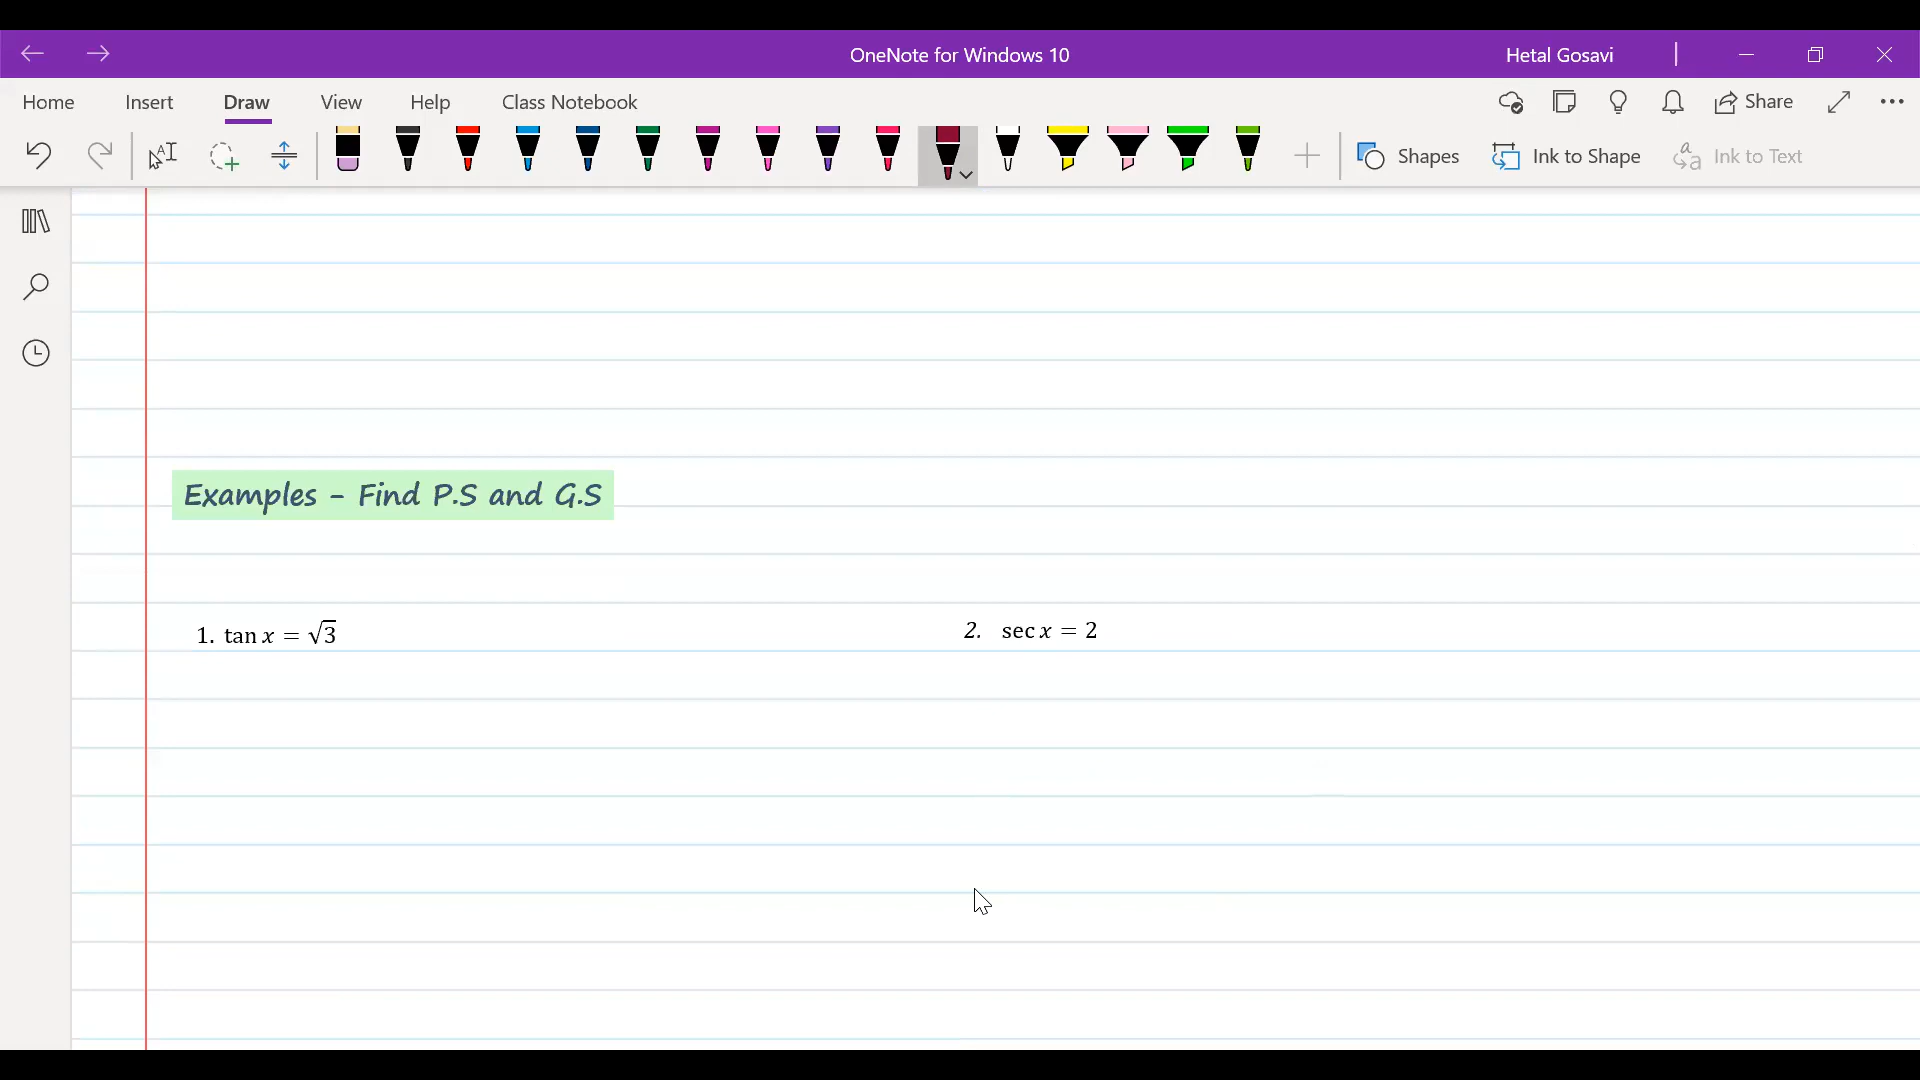 OneNote for Windows 10
Hetal Gosavi
Home Insert Draw View Help Class Notebook
Share
Shapes Ink to Shape Ink to Text
Examples - Find P.S and G.S
1. tan x = √3
2. sec x = 2